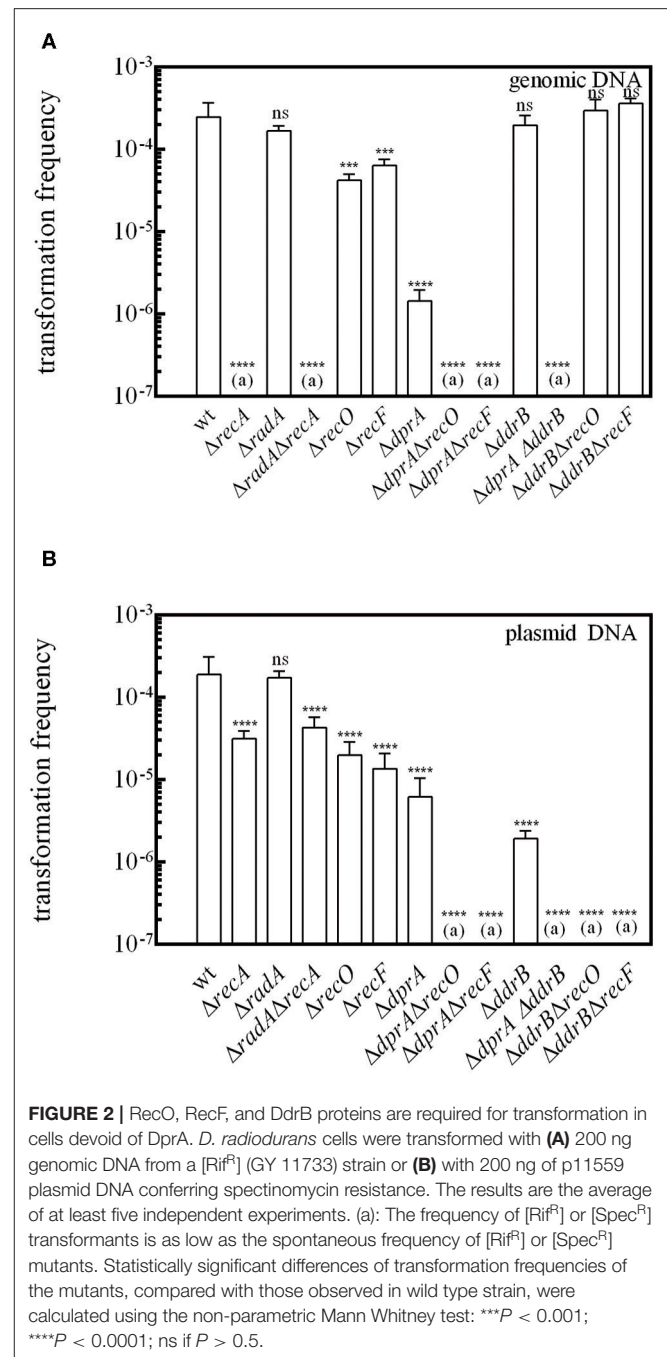 A
10⁻³
10⁻⁴
10⁻⁵
10⁻⁶
10⁻⁷
transformation frequency
genomic DNA
ns
***
***
****
ns
ns
ns
****
(a)
****
(a)
****
(a)
****
(a)
****
(a)
wt
ΔrecA
ΔradA
ΔradAΔrecA
ΔrecO
ΔrecF
ΔdprA
ΔdprAΔrecO
ΔdprAΔrecF
ΔddrB
ΔdprA ΔddrB
ΔddrBΔrecO
ΔddrBΔrecF
B
10⁻³
10⁻⁴
10⁻⁵
10⁻⁶
10⁻⁷
transformation frequency
plasmid DNA
ns
****
****
****
****
****
****
****
(a)
****
(a)
****
(a)
****
(a)
****
(a)
wt
ΔrecA
ΔradA
ΔradAΔrecA
ΔrecO
ΔrecF
ΔdprA
ΔdprAΔrecO
ΔdprAΔrecF
ΔddrB
ΔdprA ΔddrB
ΔddrBΔrecO
ΔddrBΔrecF
FIGURE 2 | RecO, RecF, and DdrB proteins are required for transformation in
cells devoid of DprA. D. radiodurans cells were transformed with (A) 200 ng
genomic DNA from a [Rifᴿ] (GY 11733) strain or (B) with 200 ng of p11559
plasmid DNA conferring spectinomycin resistance. The results are the average
of at least five independent experiments. (a): The frequency of [Rifᴿ] or [Specᴿ]
transformants is as low as the spontaneous frequency of [Rifᴿ] or [Specᴿ]
mutants. Statistically significant differences of transformation frequencies of
the mutants, compared with those observed in wild type strain, were
calculated using the non-parametric Mann Whitney test: ***P < 0.001;
****P < 0.0001; ns if P > 0.5.